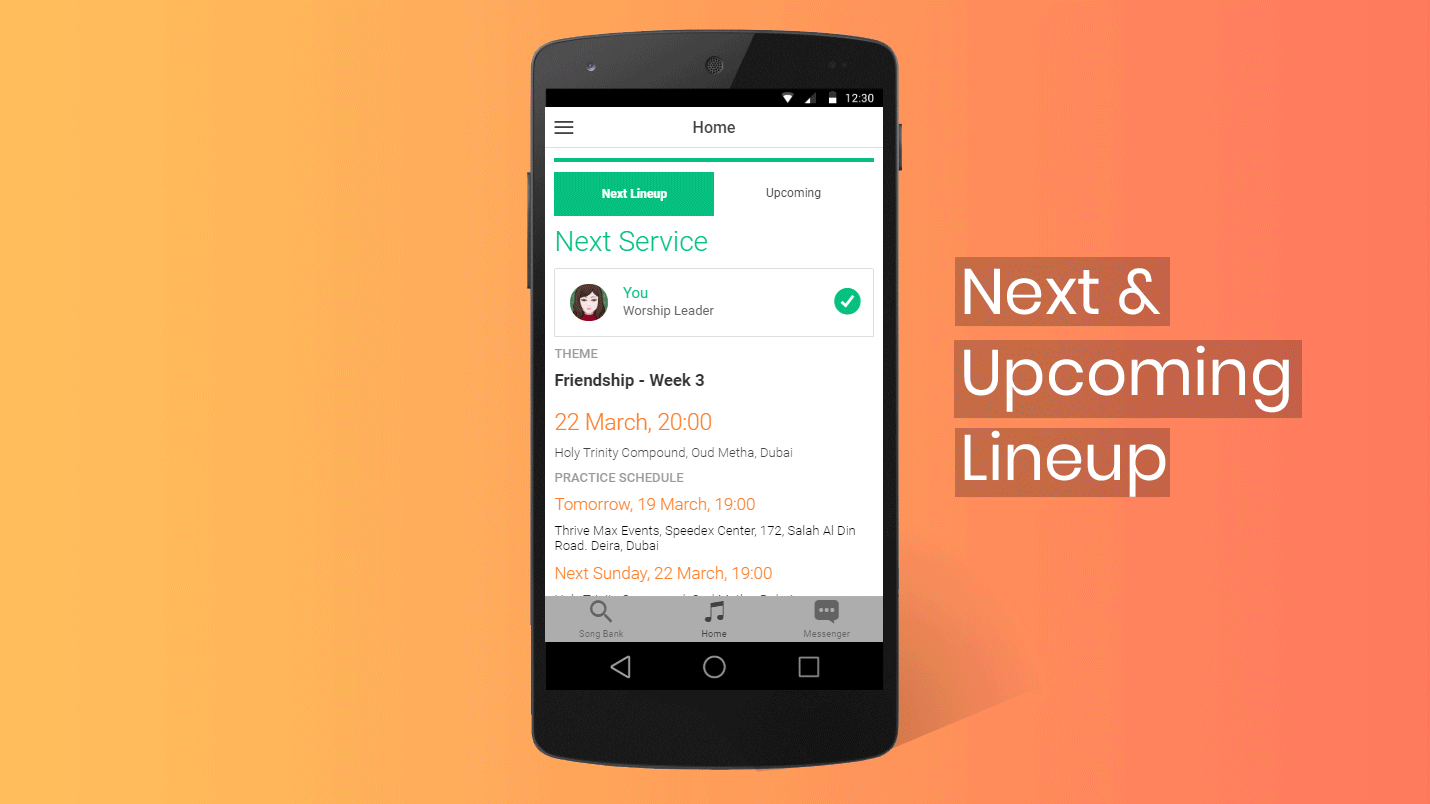 12:30
Home
Next Lineup
Upcoming
Next Service
You
Worship Leader
THEME
Friendship - Week 3
22 March, 20:00
Holy Trinity Compound, Oud Metha, Dubai
PRACTICE SCHEDULE
Tomorrow, 19 March, 19:00
Thrive Max Events, Speedex Center, 172, Salah Al Din
Road. Deira, Dubai
Next Sunday, 22 March, 19:00
Song Bank
Home
Messenger
Next &
Upcoming
Lineup